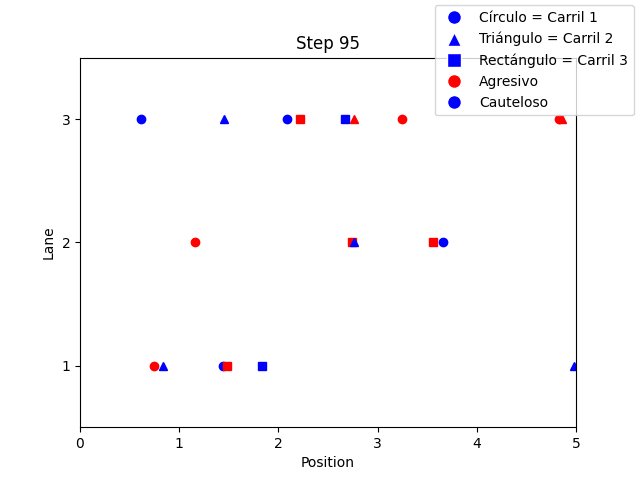 Step 95
Círculo = Carril 1
Triángulo = Carril 2
Rectángulo = Carril 3
Agresivo
Cauteloso
Lane
3
2
1
0 1 2 3 4 5
Position